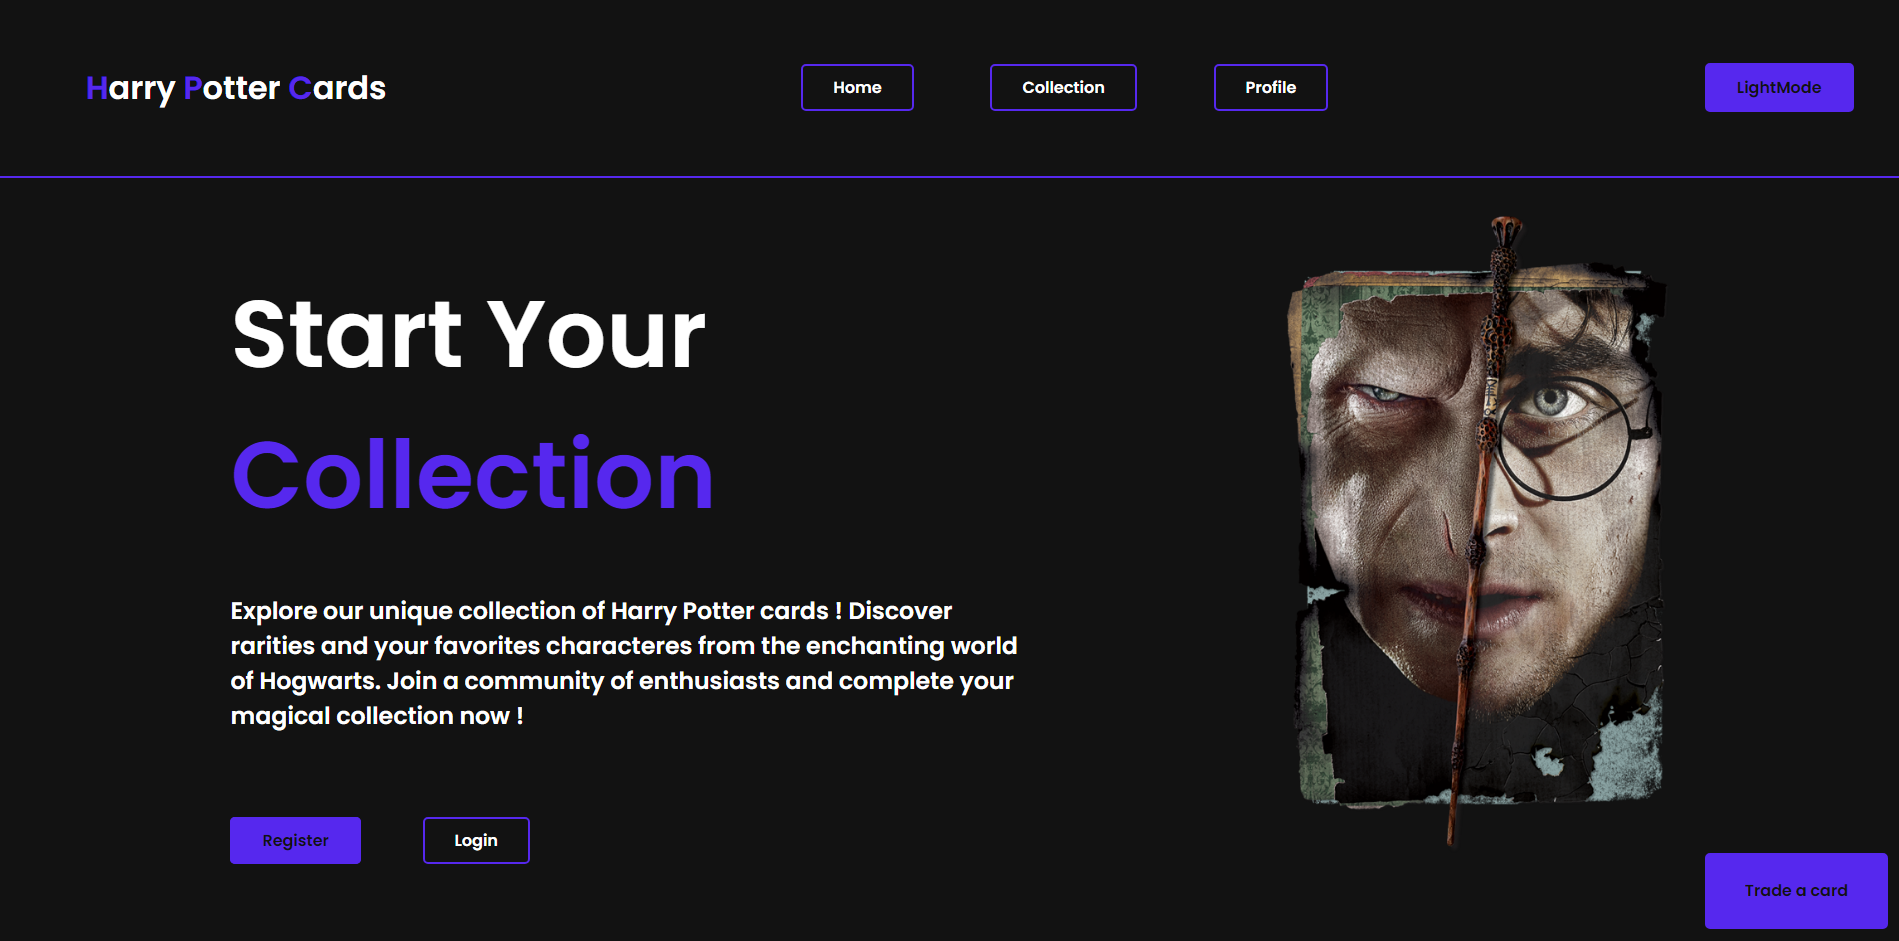 Harry Potter Cards
Home
Collection
Profile
LightMode
Start Your
Collection
Explore our unique collection of Harry Potter cards ! Discover
rarities and your favorites characteres from the enchanting world
of Hogwarts. Join a community of enthusiasts and complete your
magical collection now !
Register
Login
Trade a card